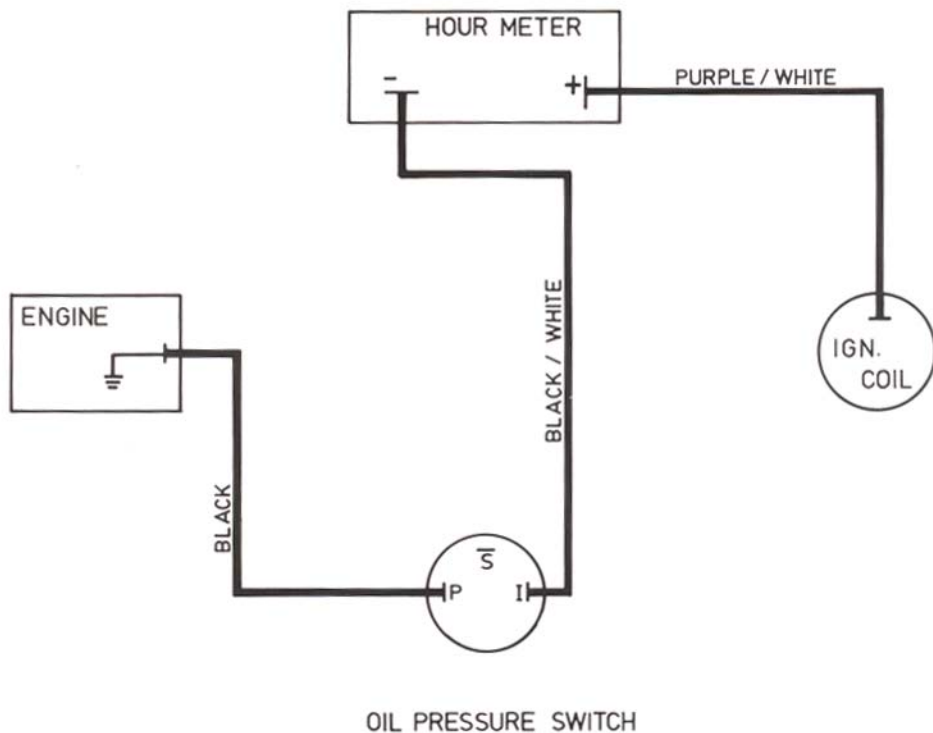 HOUR METER
-
+
PURPLE / WHITE
ENGINE
IGN.
COIL
BLACK / WHITE
BLACK
S
P
I
OIL PRESSURE SWITCH